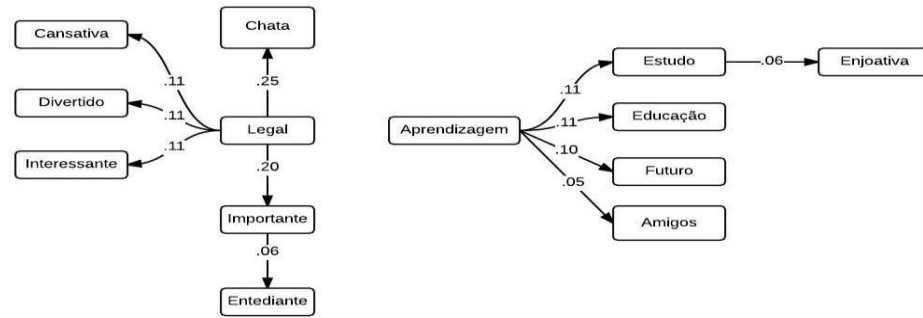 Cansativa
Chata
Estudo
.06
Enjoativa
.11
.25
.11
Divertido
.11
Legal
Aprendizagem
.11
Educação
Interessante
.11
.20
.10
Futuro
.05
Importante
Amigos
.06
Entediante